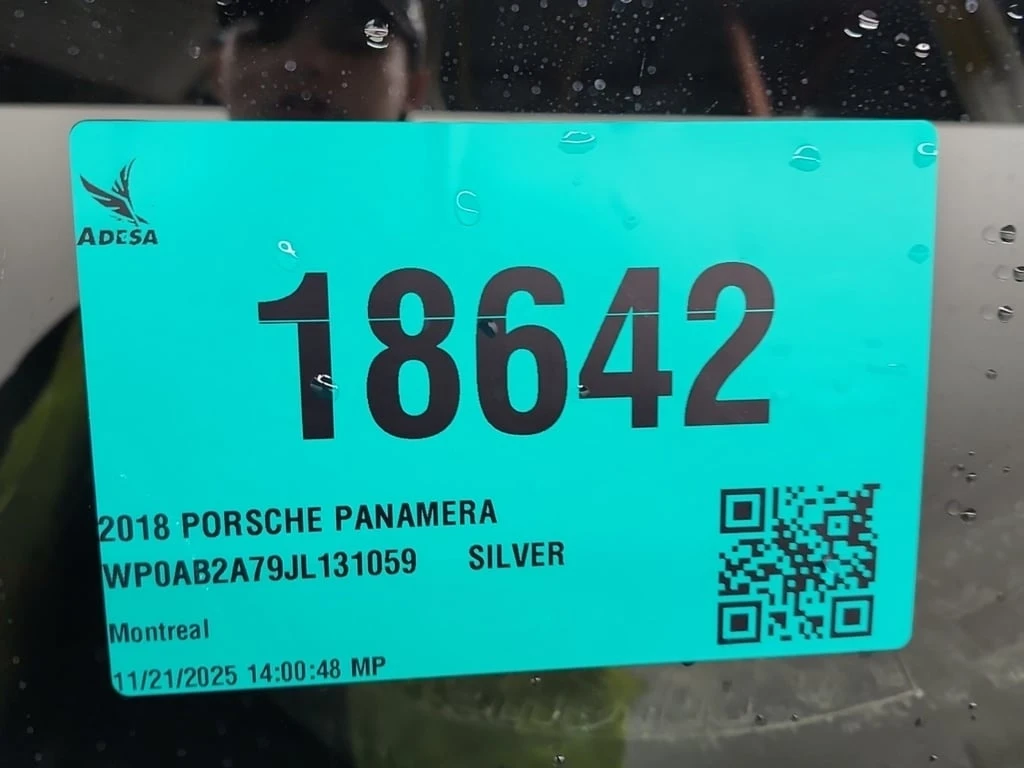 ADESA
18642
2018 PORSCHE PANAMERA
WP0AB2A79JL131059 SILVER
Montreal
11/21/2025 14:00:48 MP